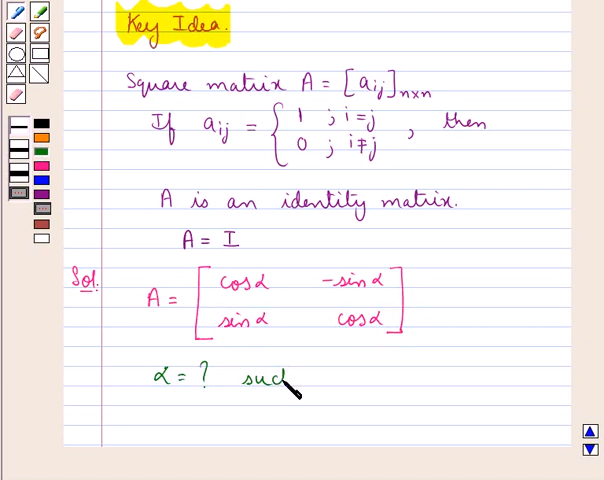 Key Idea.
Square matrix A = [aij]n×n
If aij = { 1 ; i=j
0 ; i≠j , then
A is an identity matrix.
A = I
Sol. A = [ cosα -sinα
sinα cosα ]
α = ? suc